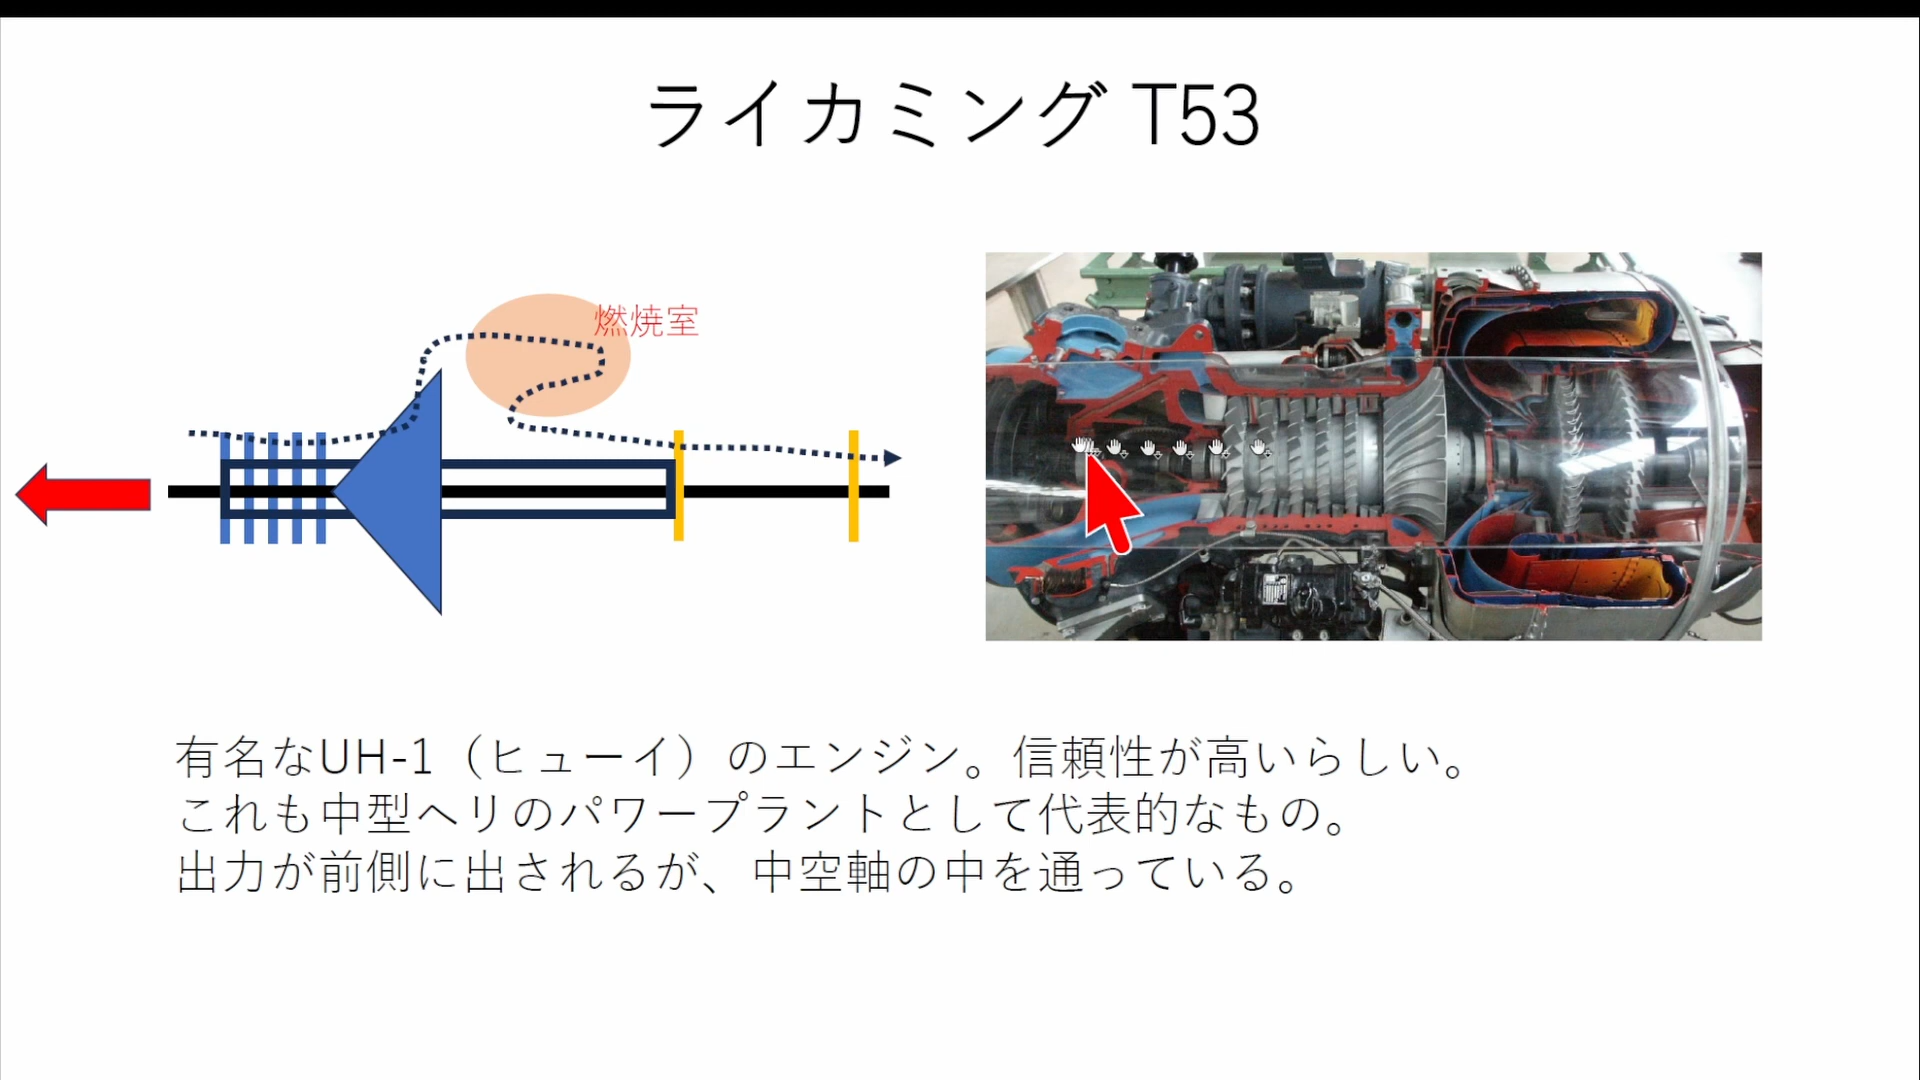 ライカミング T53
燃焼室
有名なUH-1（ヒューイ）のエンジン。信頼性が高いらしい。
これも中型ヘリのパワープラントとして代表的なもの。
出力が前側に出されるが、中空軸の中を通っている。